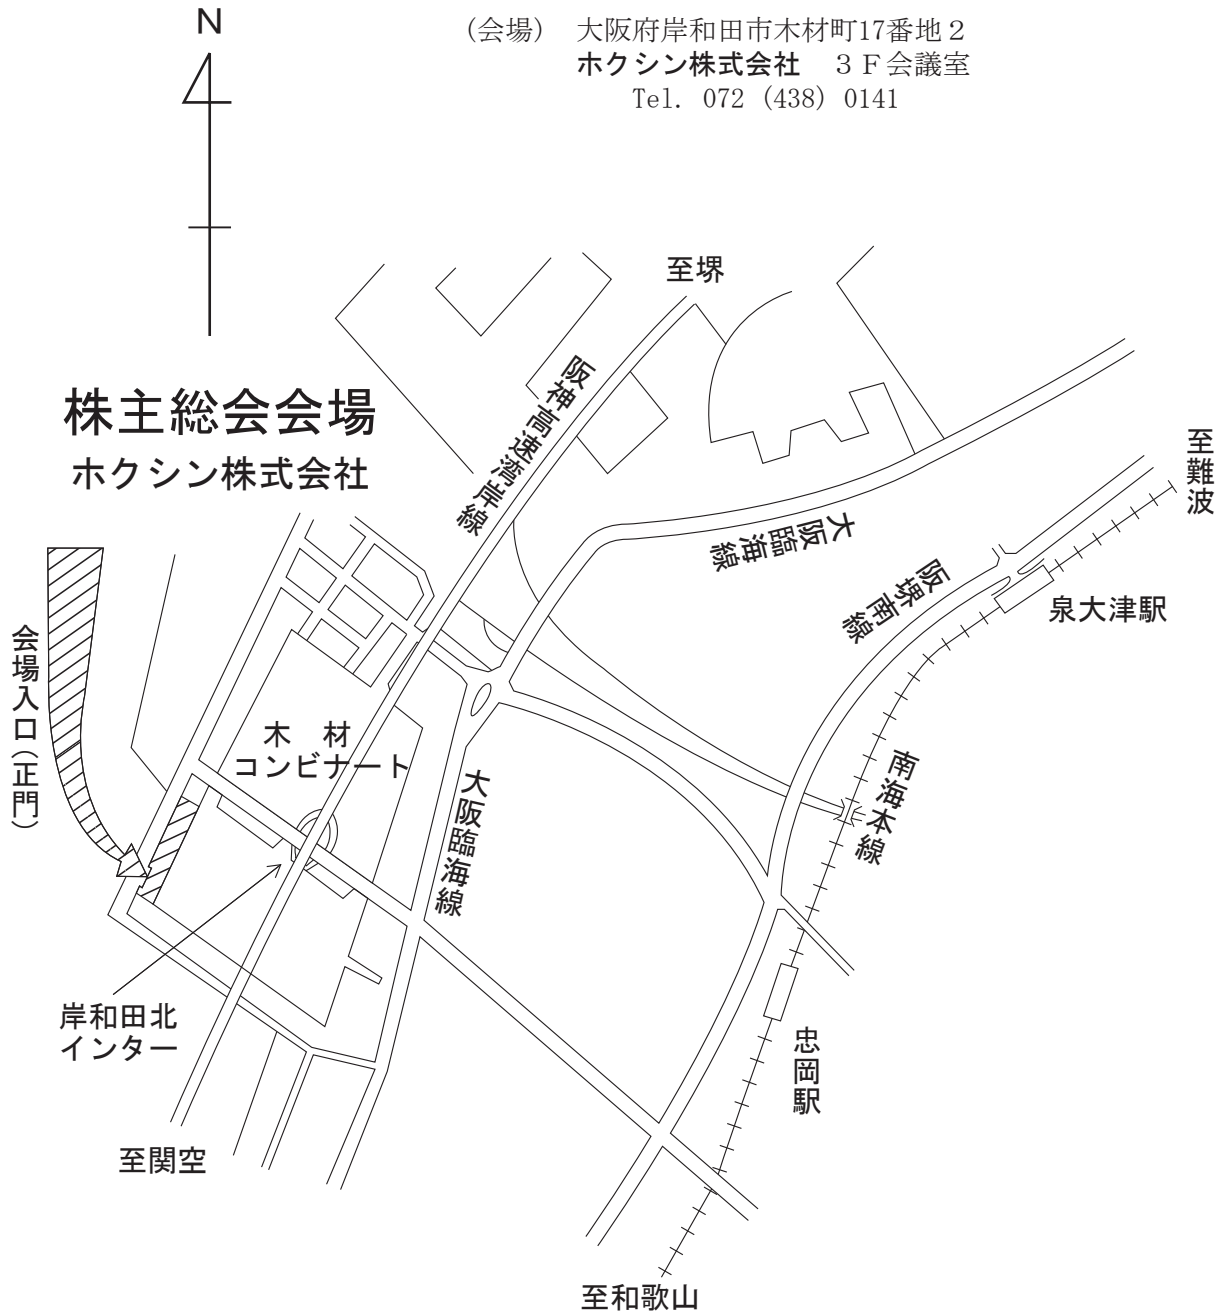 N
(会場) 大阪府岸和田市木材町17番地2
ホクシン株式会社 3F会議室
Tel. 072 (438) 0141
至堺
株主総会会場
ホクシン株式会社
阪神高速湾岸線
至難波
大阪臨海線
阪堺南線
泉大津駅
会場入口(正門)
木 材
コンビナート
大阪臨海線
南海本線
岸和田北
インター
忠岡駅
至関空
至和歌山